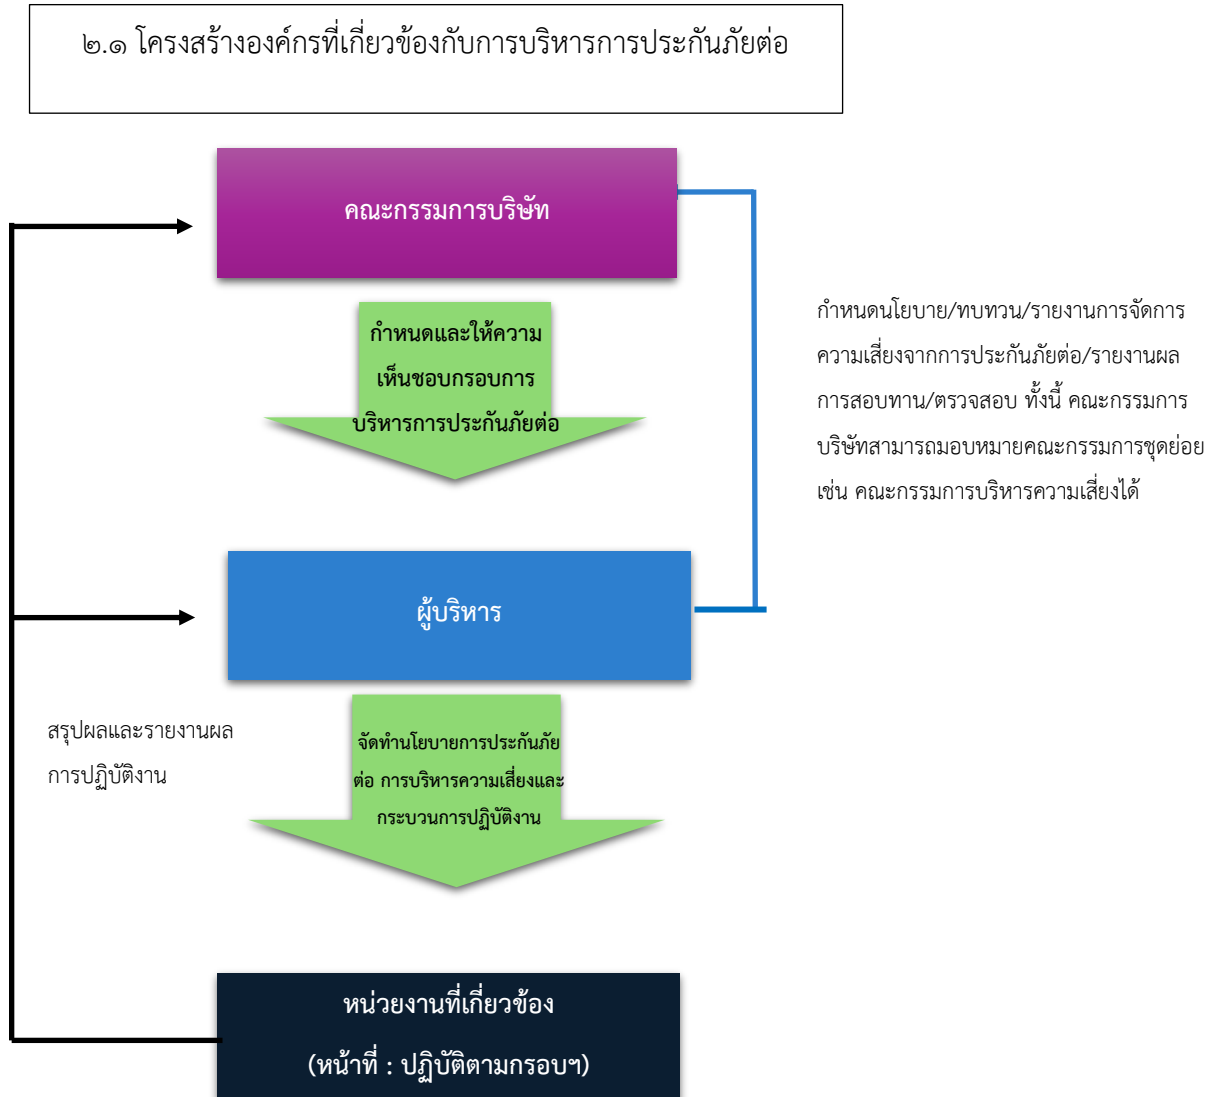 ๒.๑ โครงสร้างองค์กรที่เกี่ยวข้องกับการบริหารการประกันภัยต่อ
คณะกรรมการบริษัท
กำหนดและให้ความ
เห็นชอบกรอบการ
บริหารการประกันภัยต่อ
กำหนดนโยบาย/ทบทวน/รายงานการจัดการ
ความเสี่ยงจากการประกันภัยต่อ/รายงานผล
การสอบทาน/ตรวจสอบ ทั้งนี้ คณะกรรมการ
บริษัทสามารถมอบหมายคณะกรรมการชุดย่อย
เช่น คณะกรรมการบริหารความเสี่ยงได้
ผู้บริหาร
สรุปผลและรายงานผล
การปฏิบัติงาน
จัดทำนโยบายการประกันภัย
ต่อ การบริหารความเสี่ยงและ
กระบวนการปฏิบัติงาน
หน่วยงานที่เกี่ยวข้อง
(หน้าที่ : ปฏิบัติตามกรอบฯ)